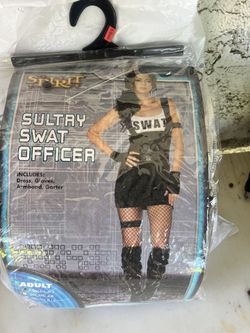 SPIRIT
SULTRY
SWAT
OFFICER
INCLUDES:
Dress, Gloves,
Armband, Garter
SWAT
ADULT